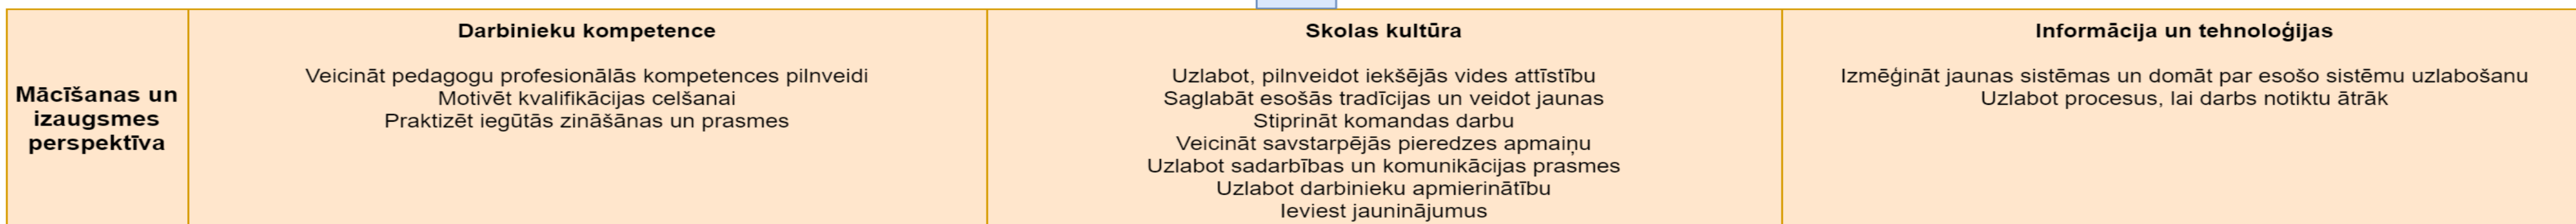 Mācīšanas un
izaugsmes
perspektīva
Darbinieku kompetence
Veicināt pedagogu profesionālās kompetences pilnveidi
Motivēt kvalifikācijas celšanai
Praktizēt iegūtās zināšānas un prasmes
Skolas kultūra
Uzlabot, pilnveidot iekšējās vides attīstību
Saglabāt esošās tradīcijas un veidot jaunas
Stiprināt komandas darbu
Veicināt savstarpējās pieredzes apmaiņu
Uzlabot sadarbības un komunikācijas prasmes
Uzlabot darbinieku apmierinātību
Ieviest jauninājumus
Informācija un tehnoloģijas
Izmēģināt jaunas sistēmas un domāt par esošo sistēmu uzlabošanu
Uzlabot procesus, lai darbs notiktu ātrāk